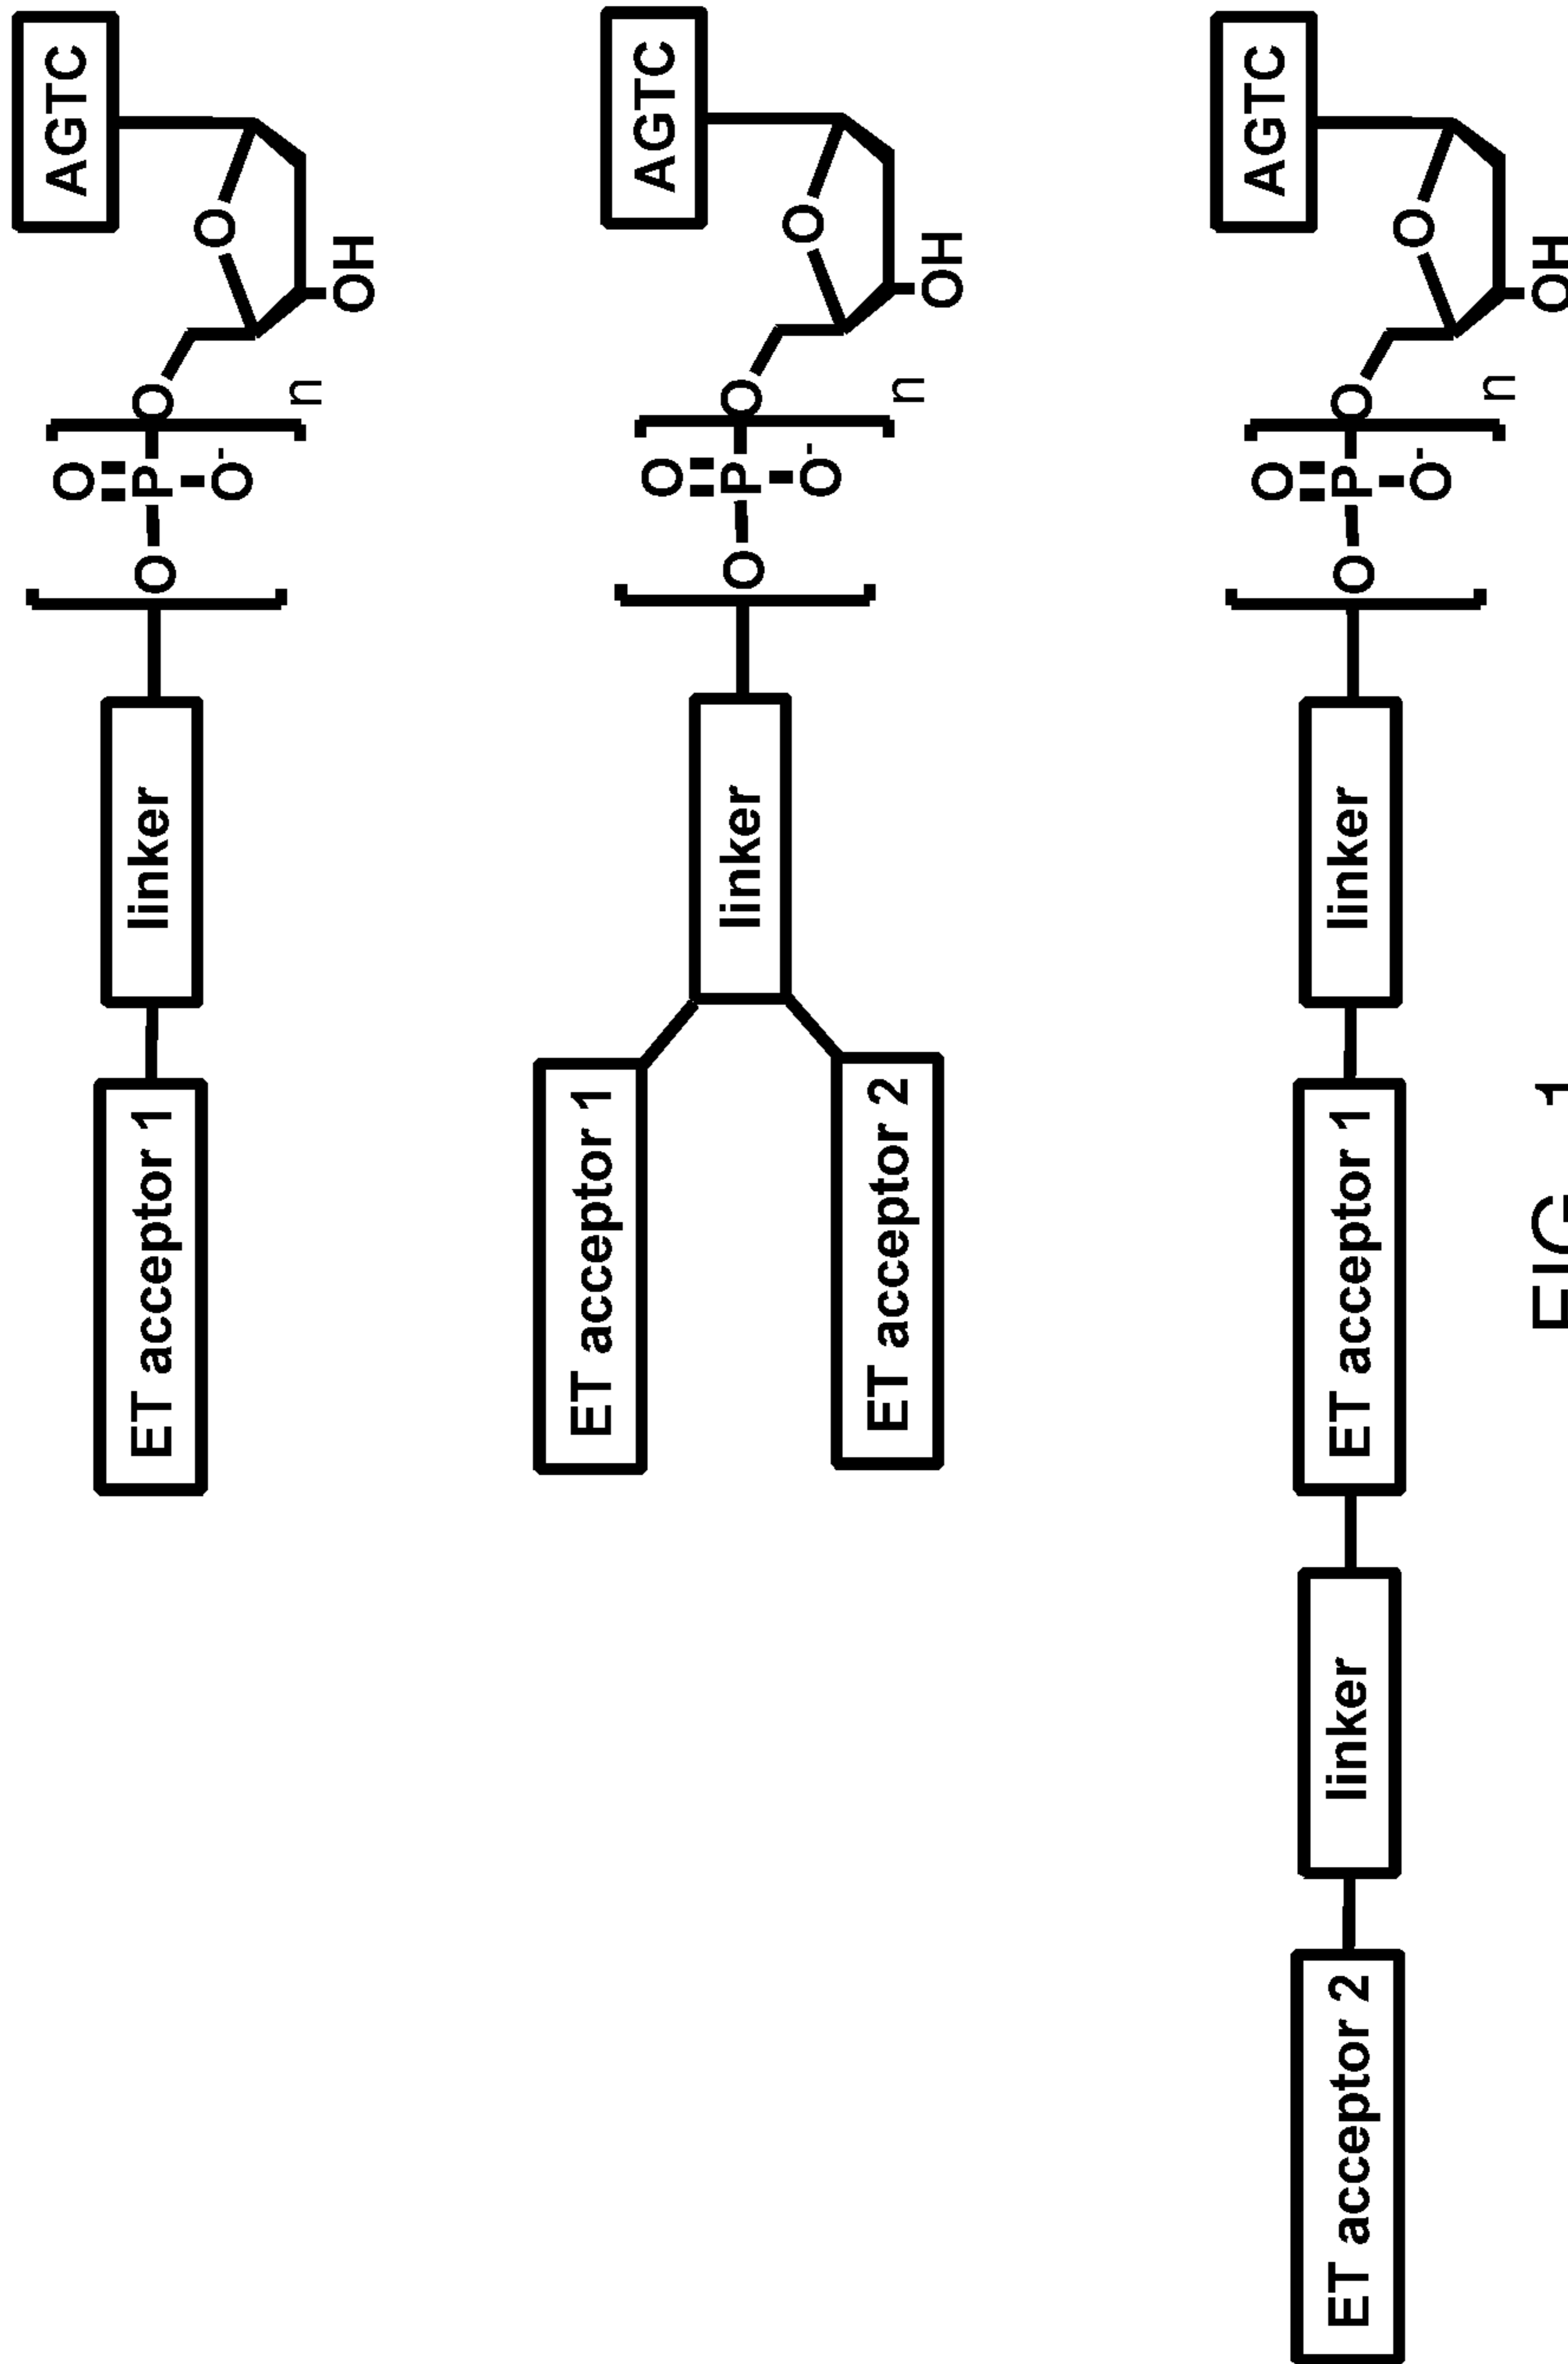 ET acceptor 1
linker
O
O
P
O-
O
n
O
OH
AGTC
ET acceptor 1
ET acceptor 2
linker
O
O
P
O-
O
n
O
OH
AGTC
ET acceptor 2
linker
ET acceptor 1
linker
O
O
P
O-
O
n
O
OH
AGTC
FIG. 1